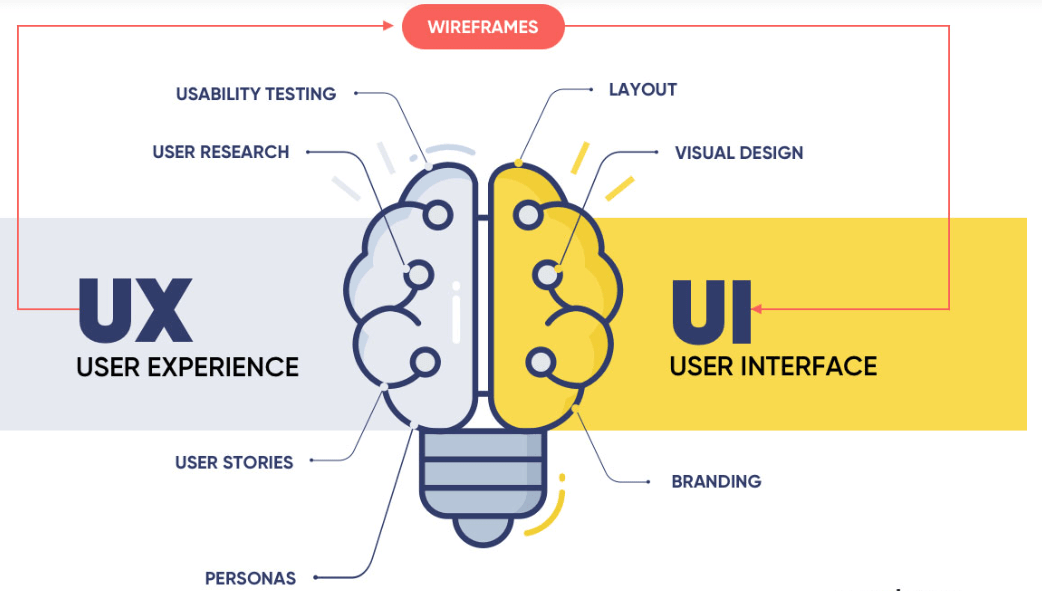 WIREFRAMES
USABILITY TESTING
LAYOUT
USER RESEARCH
VISUAL DESIGN
UX
USER EXPERIENCE
UI
USER INTERFACE
USER STORIES
BRANDING
PERSONAS